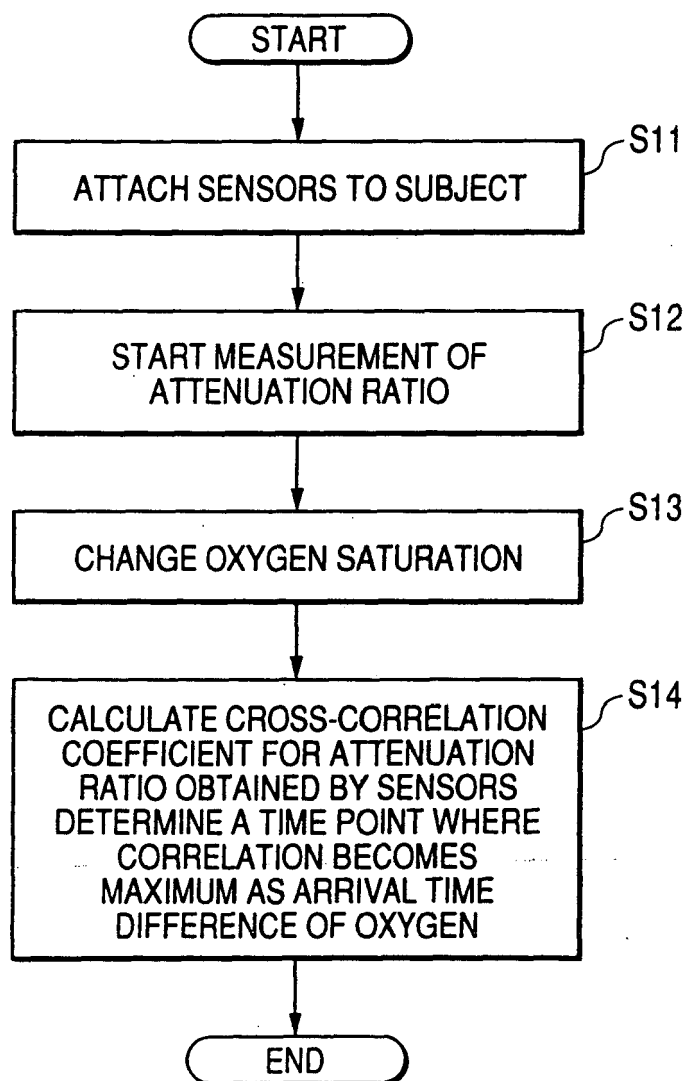 START
S11
ATTACH SENSORS TO SUBJECT
S12
START MEASUREMENT OF
ATTENUATION RATIO
S13
CHANGE OXYGEN SATURATION
S14
CALCULATE CROSS-CORRELATION
COEFFICIENT FOR ATTENUATION
RATIO OBTAINED BY SENSORS
DETERMINE A TIME POINT WHERE
CORRELATION BECOMES
MAXIMUM AS ARRIVAL TIME
DIFFERENCE OF OXYGEN
END